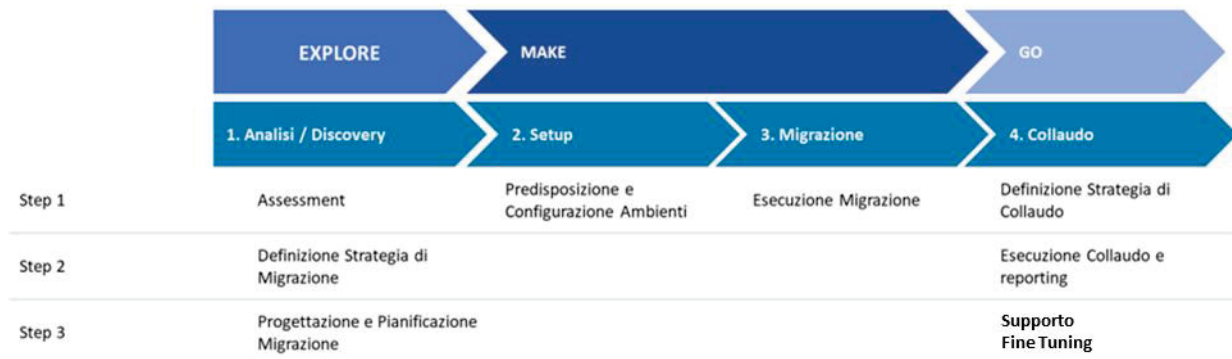 EXPLORE
MAKE
GO
1. Analisi / Discovery
2. Setup
3. Migrazione
4. Collaudo
Step 1
Assessment
Predisposizione e
Configurazione Ambienti
Esecuzione Migrazione
Definizione Strategia di
Collaudo
Step 2
Definizione Strategia di
Migrazione
Esecuzione Collaudo e
reporting
Step 3
Progettazione e Pianificazione
Migrazione
Supporto
Fine Tuning